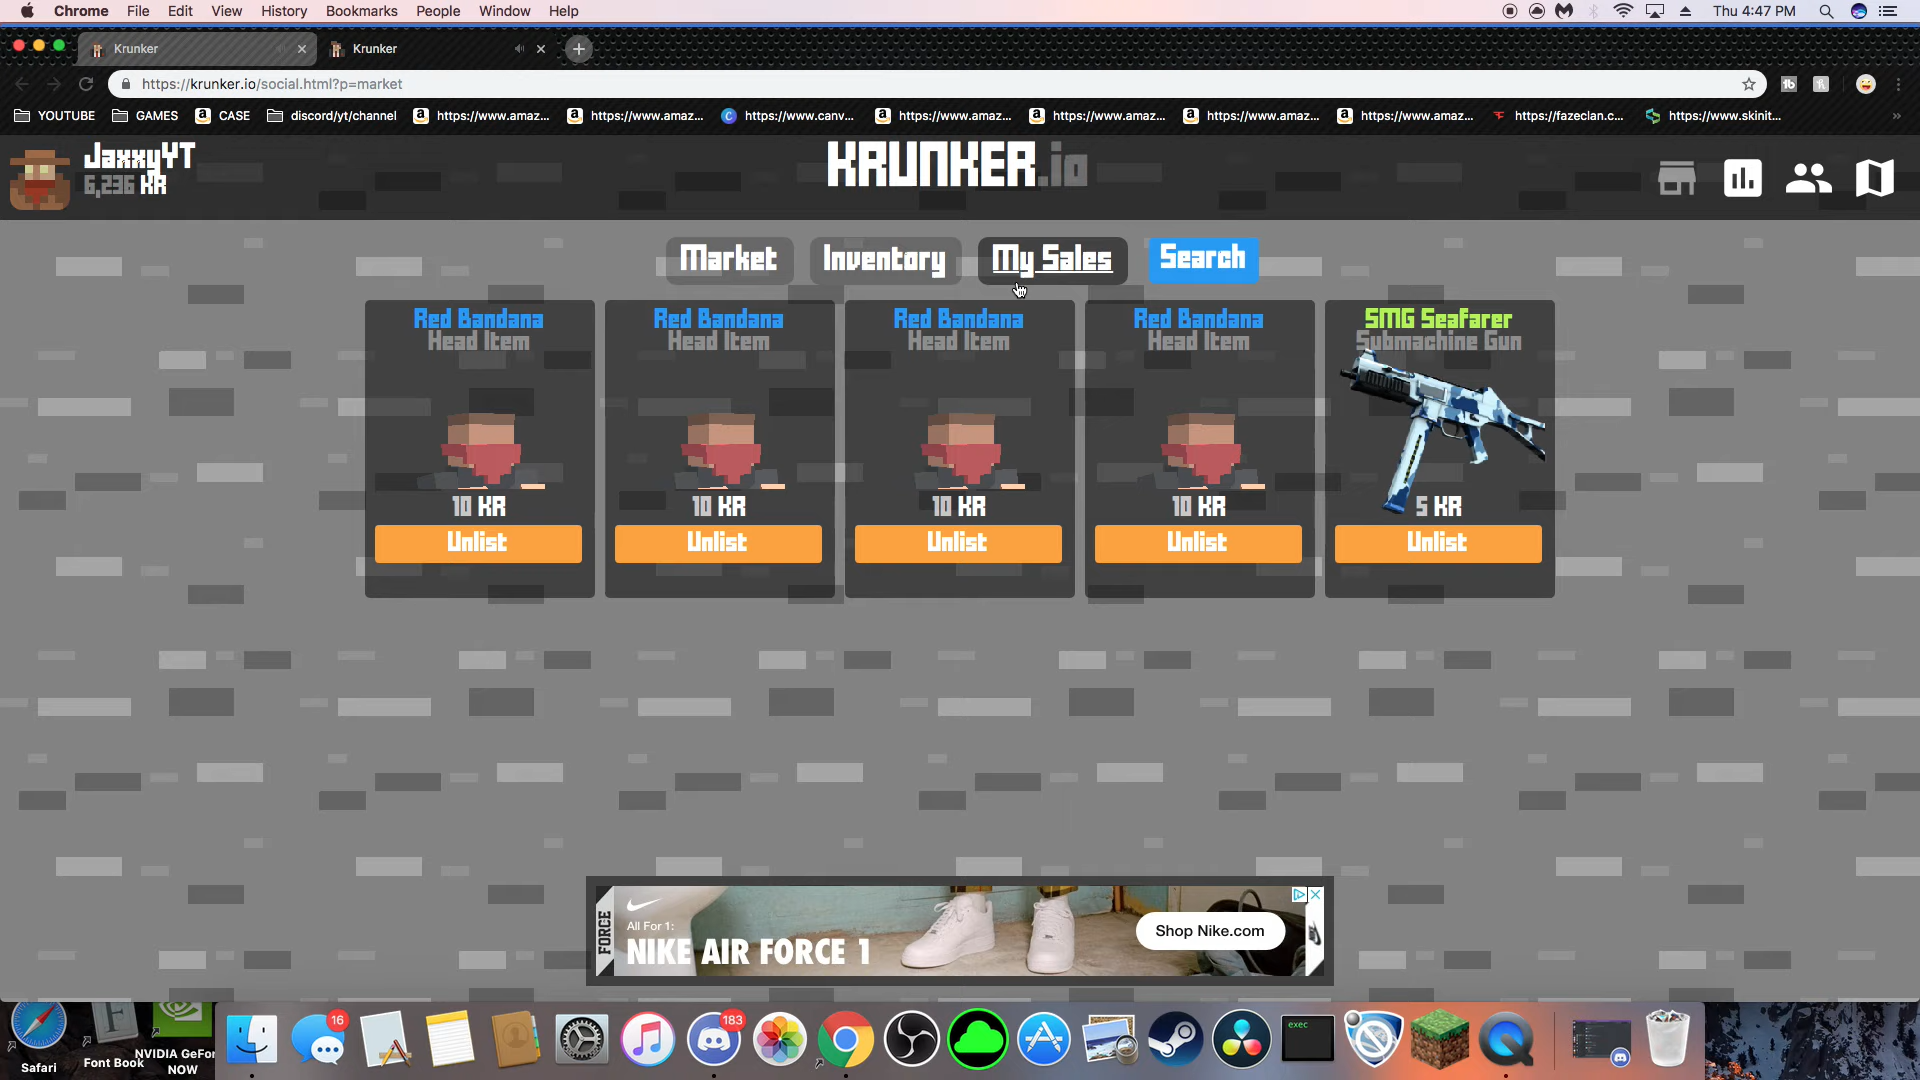 Chrome File Edit View History Bookmarks People Window Help
Thu 4:47 PM
Krunker
Krunker
https://krunker.io/social.html?p=market
YOUTUBE GAMES CASE discord/yt/channel https://www.amaz... https://www.amaz... https://www.canv... https://www.amaz... https://www.amaz... https://www.amaz... https://www.amaz... https://fazeclan.c... https://www.skinit...
JaxxyYT
6,236 KR
KRUNKER.io
Market Inventory My Sales Search
Red Bandana Red Bandana Red Bandana Red Bandana SMG Seafarer
Head Item Head Item Head Item Head Item Submachine Gun
10 KR 10 KR 10 KR 10 KR 5 KR
Unlist Unlist Unlist Unlist Unlist
FORCE
All For 1:
NIKE AIR FORCE 1
Shop Nike.com
16
183
exec
Safari
Font Book
NVIDIA GeFor
NOW